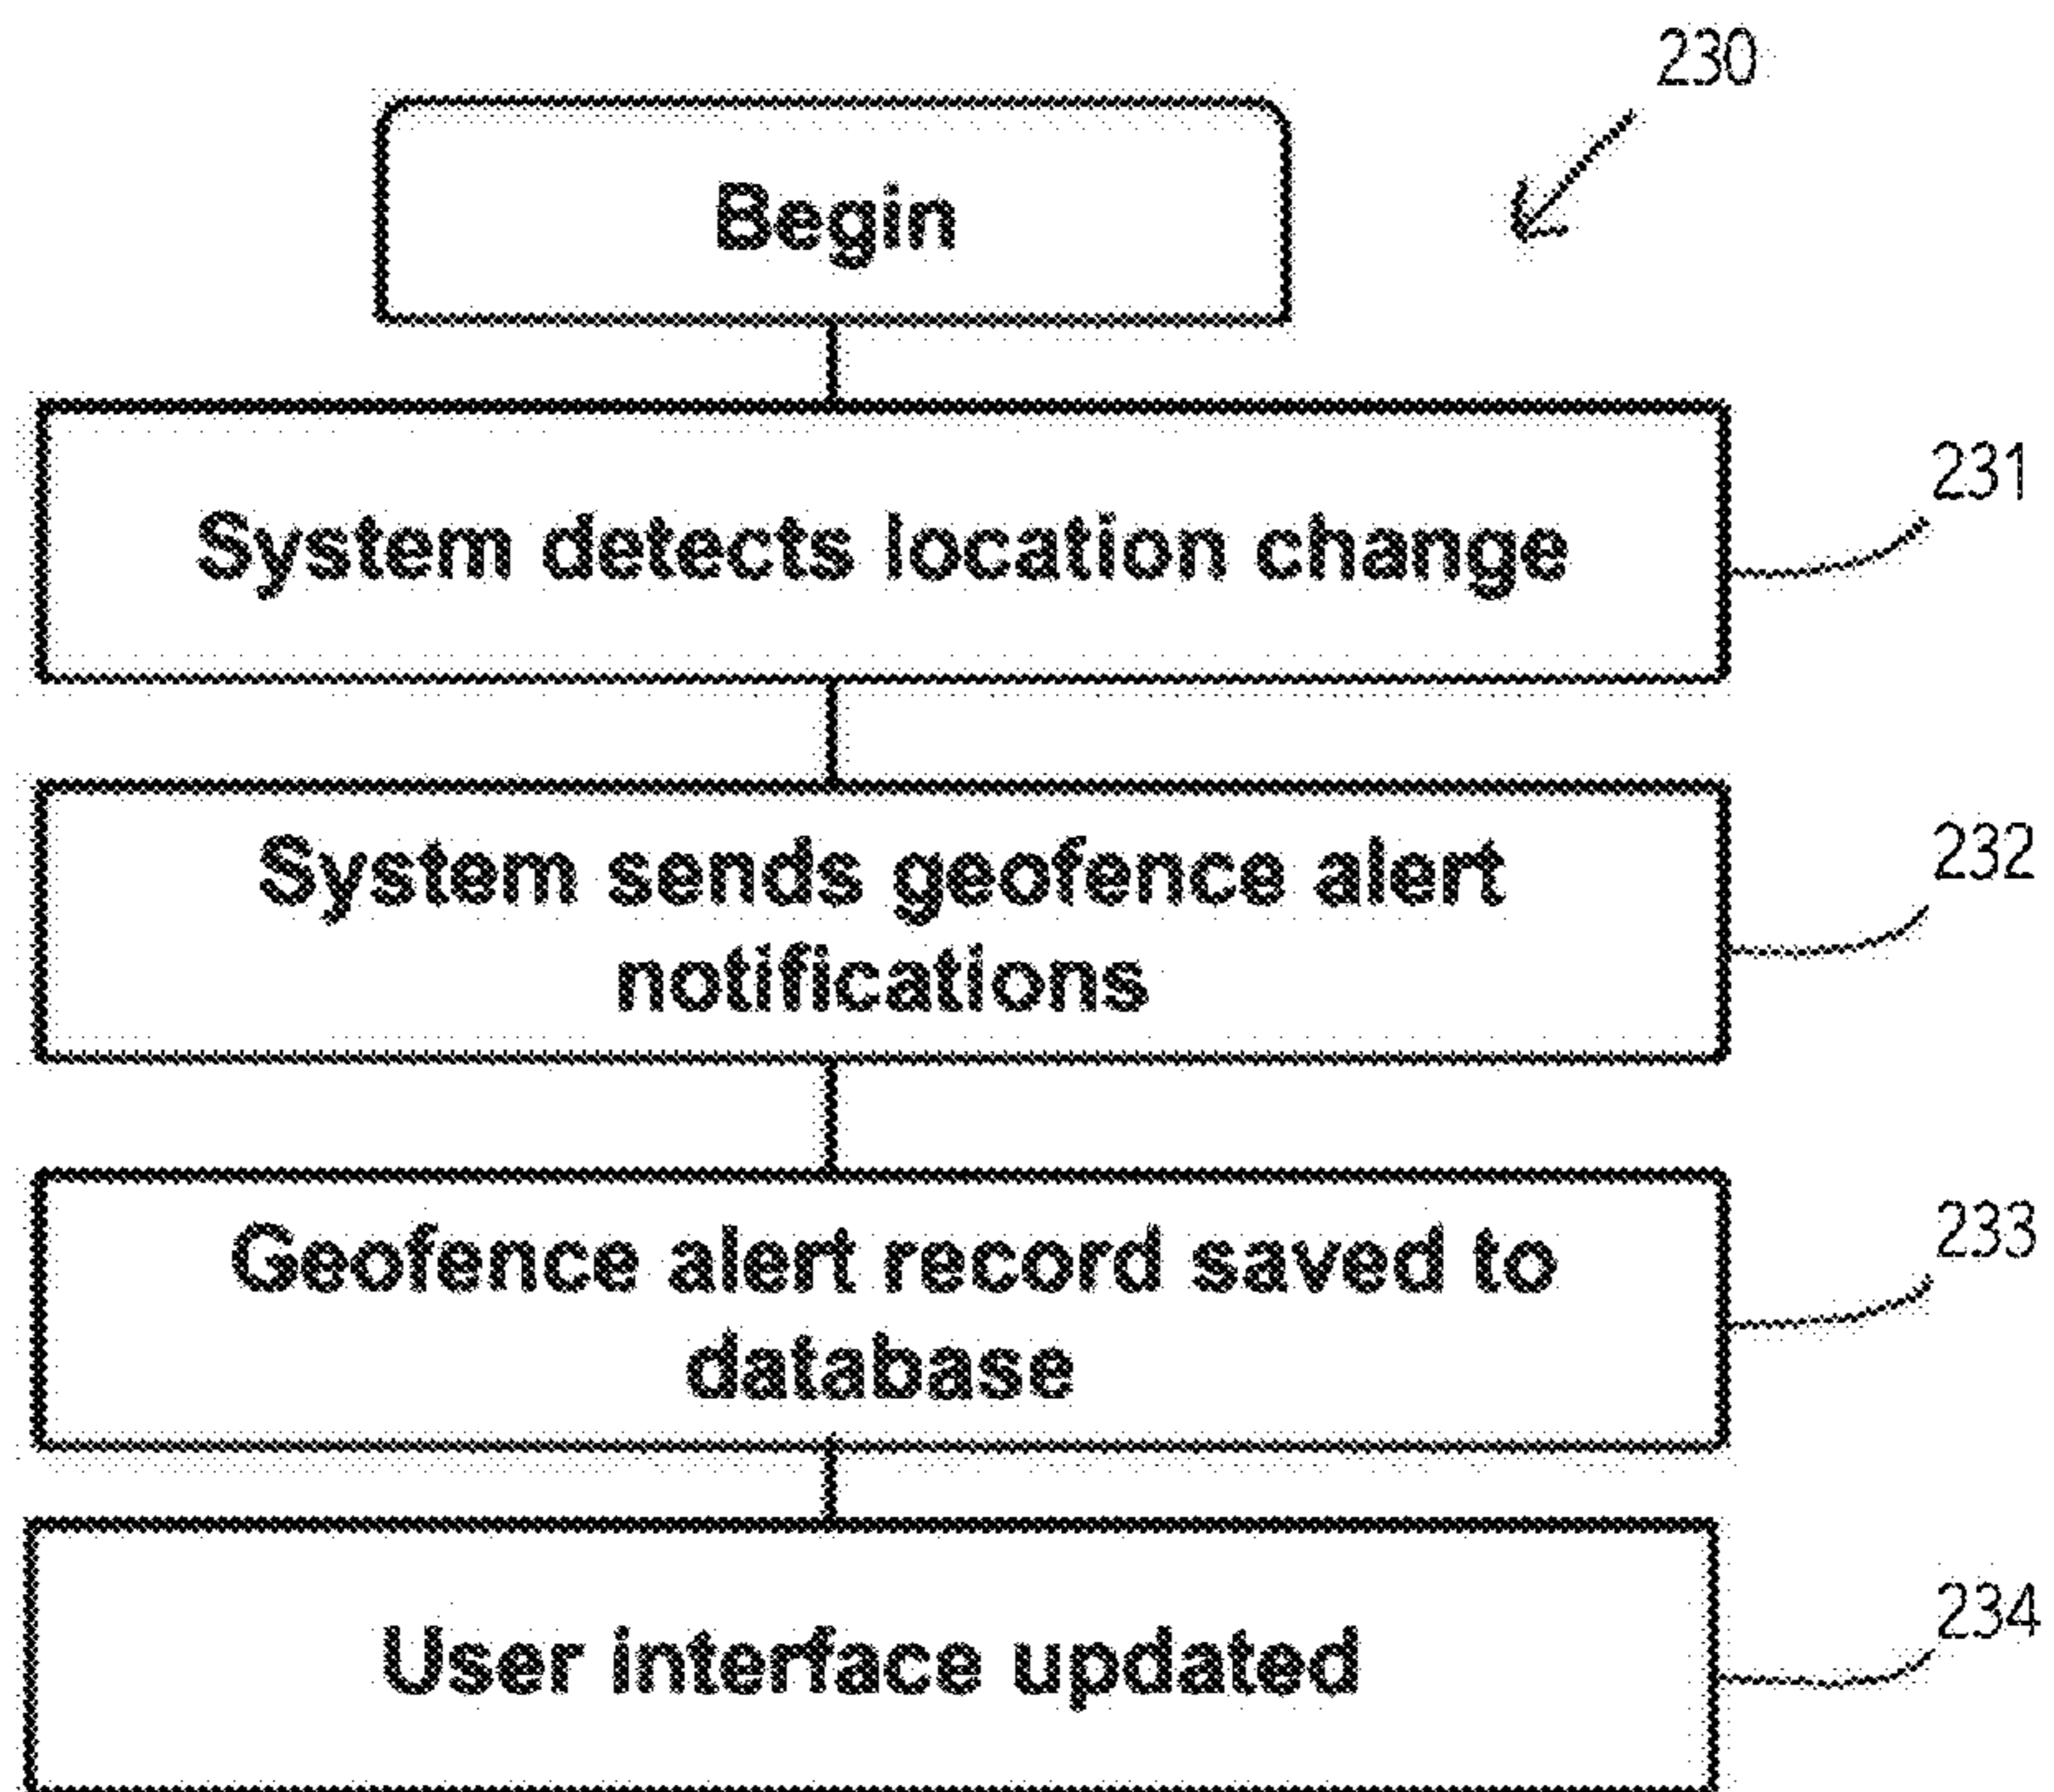 230
Begin
231
System detects location change
232
System sends geofence alert
notifications
233
Geofence alert record saved to
database
234
User interface updated